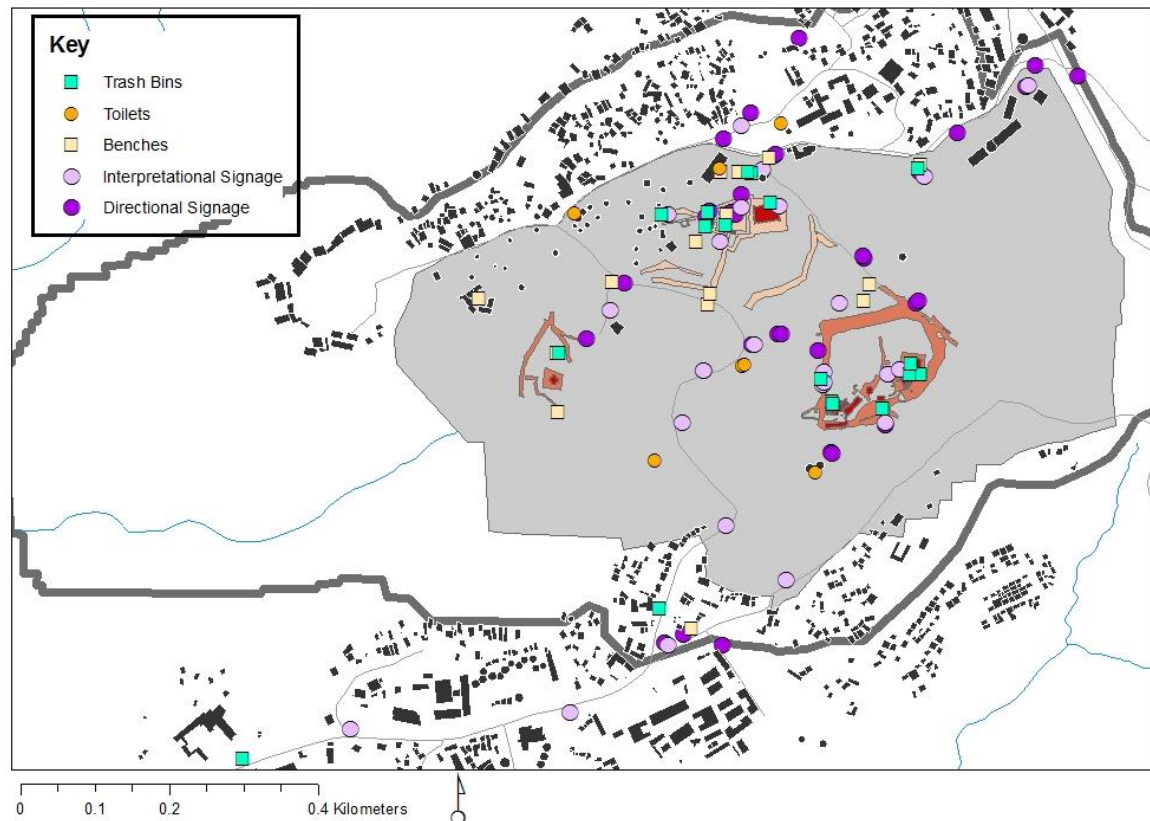 Key
Trash Bins
Toilets
Benches
Interpretational Signage
Directional Signage
0 0.1 0.2 0.4 Kilometers